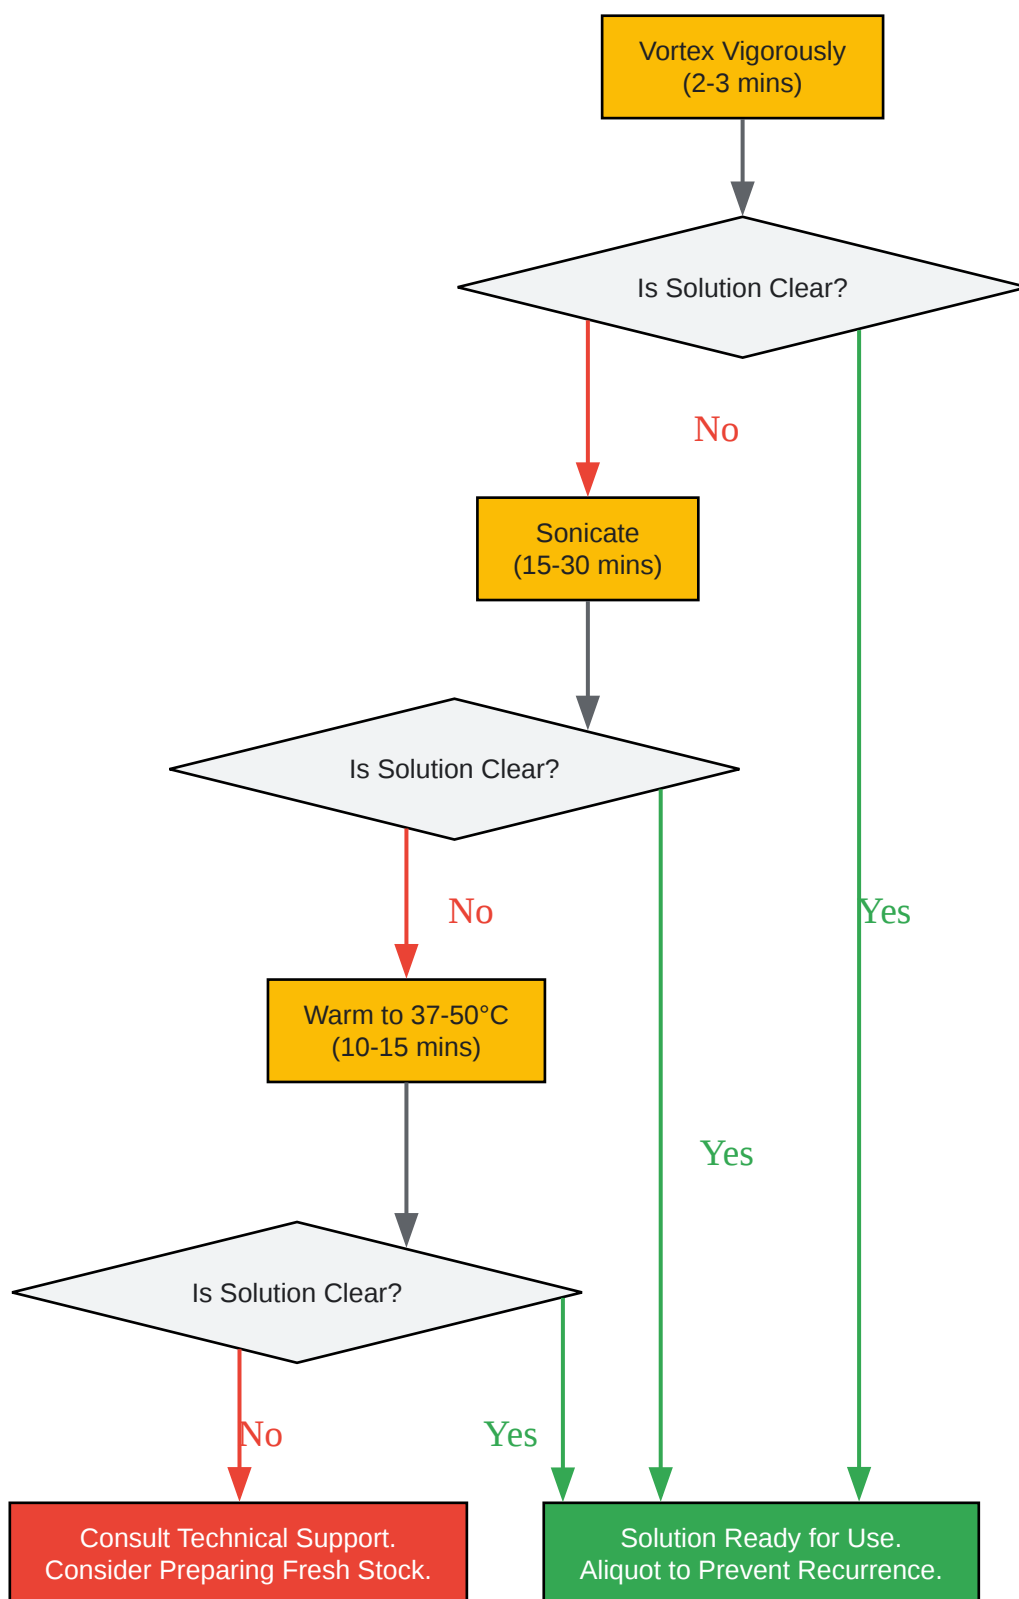 Vortex Vigorously
(2-3 mins)
Is Solution Clear?
No
Sonicate
(15-30 mins)
Is Solution Clear?
No
Yes
Warm to 37-50°C
(10-15 mins)
Yes
Is Solution Clear?
No
Yes
Consult Technical Support.
Consider Preparing Fresh Stock.
Solution Ready for Use.
Aliquot to Prevent Recurrence.